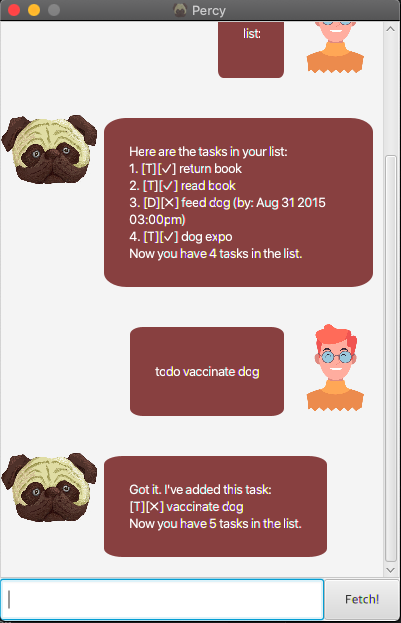 Percy
list:
Here are the tasks in your list:
1. [T][✓] return book
2. [T][✓] read book
3. [D][✕] feed dog (by: Aug 31 2015
03:00pm)
4. [T][✓] dog expo
Now you have 4 tasks in the list.
todo vaccinate dog
Got it. I've added this task:
[T][✕] vaccinate dog
Now you have 5 tasks in the list.
Fetch!